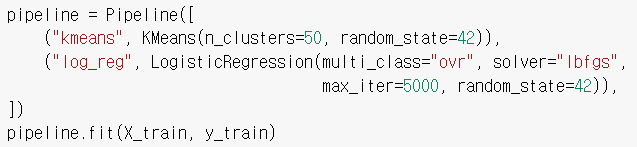 pipeline = Pipeline([
    ("kmeans", KMeans(n_clusters=50, random_state=42)),
    ("log_reg", LogisticRegression(multi_class="ovr", solver="lbfgs",
                                   max_iter=5000, random_state=42)),
])
pipeline.fit(X_train, y_train)